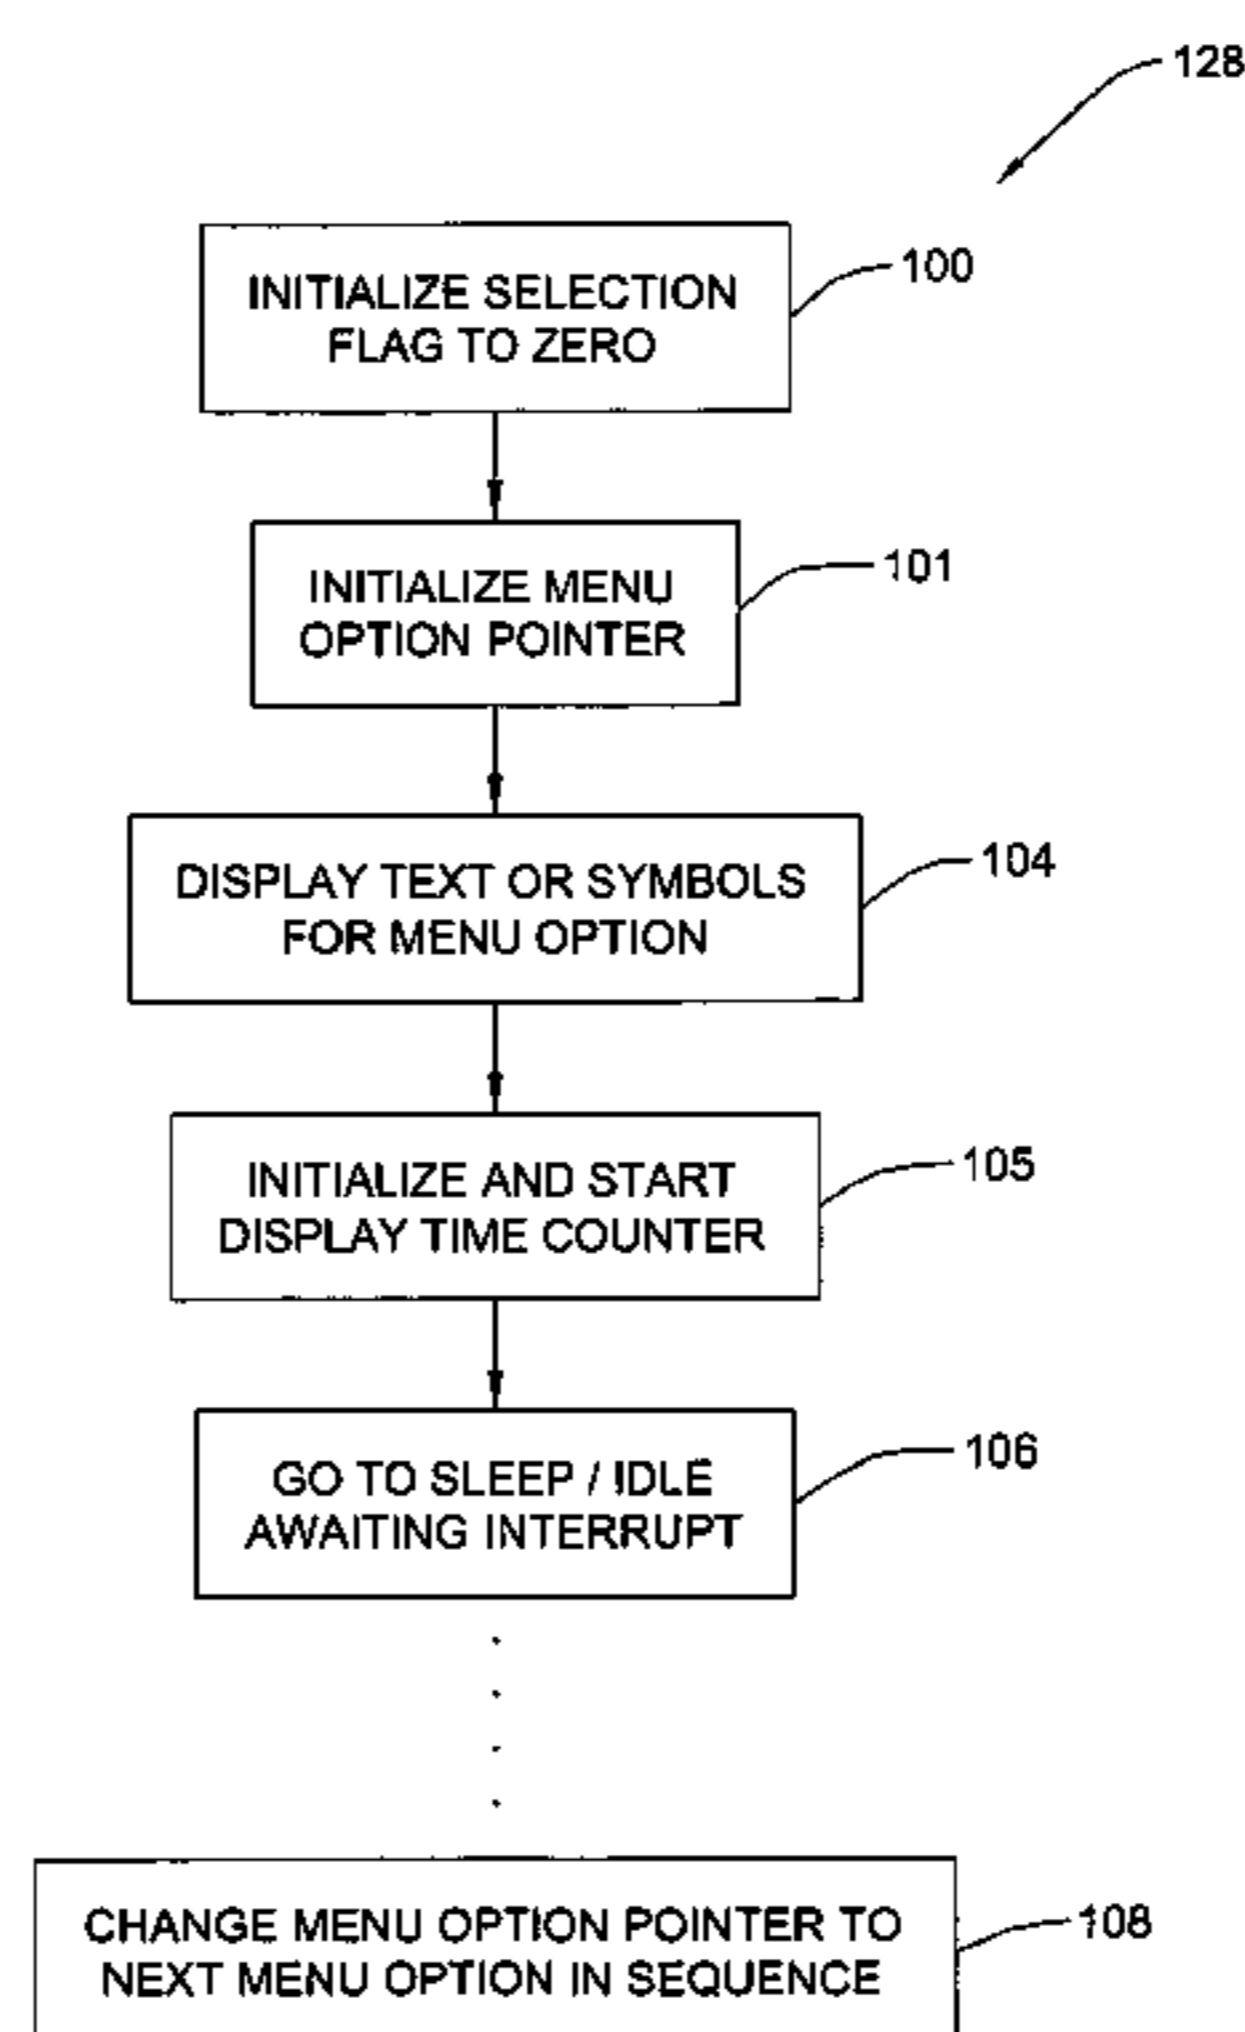 128
INITIALIZE SELECTION
FLAG TO ZERO
100
INITIALIZE MENU
OPTION POINTER
101
DISPLAY TEXT OR SYMBOLS
FOR MENU OPTION
104
INITIALIZE AND START
DISPLAY TIME COUNTER
105
GO TO SLEEP / IDLE
AWAITING INTERRUPT
106
CHANGE MENU OPTION POINTER TO
NEXT MENU OPTION IN SEQUENCE
108